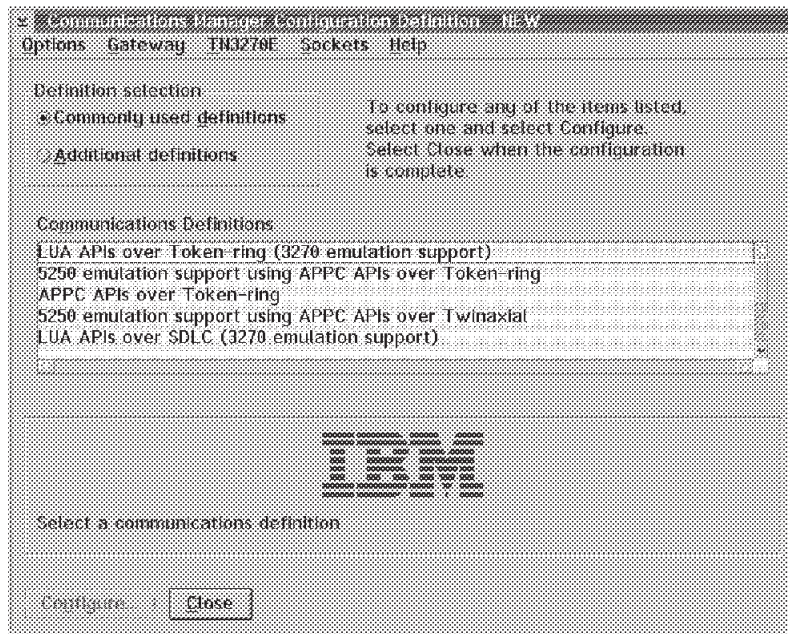 Communications Manager Configuration Definition - NEW
Options Gateway TN3270E Sockets Help
Definition selection
Commonly used definitions
Additional definitions
To configure any of the items listed,
select one and select Configure.
Select Close when the configuration
is complete.
Communications Definitions
LUA APIs over Token-ring (3270 emulation support)
5250 emulation support using APPC APIs over Token-ring
APPC APIs over Token-ring
5250 emulation support using APPC APIs over Twinaxial
LUA APIs over SDLC (3270 emulation support)
IBM
Select a communications definition
Configure... Close